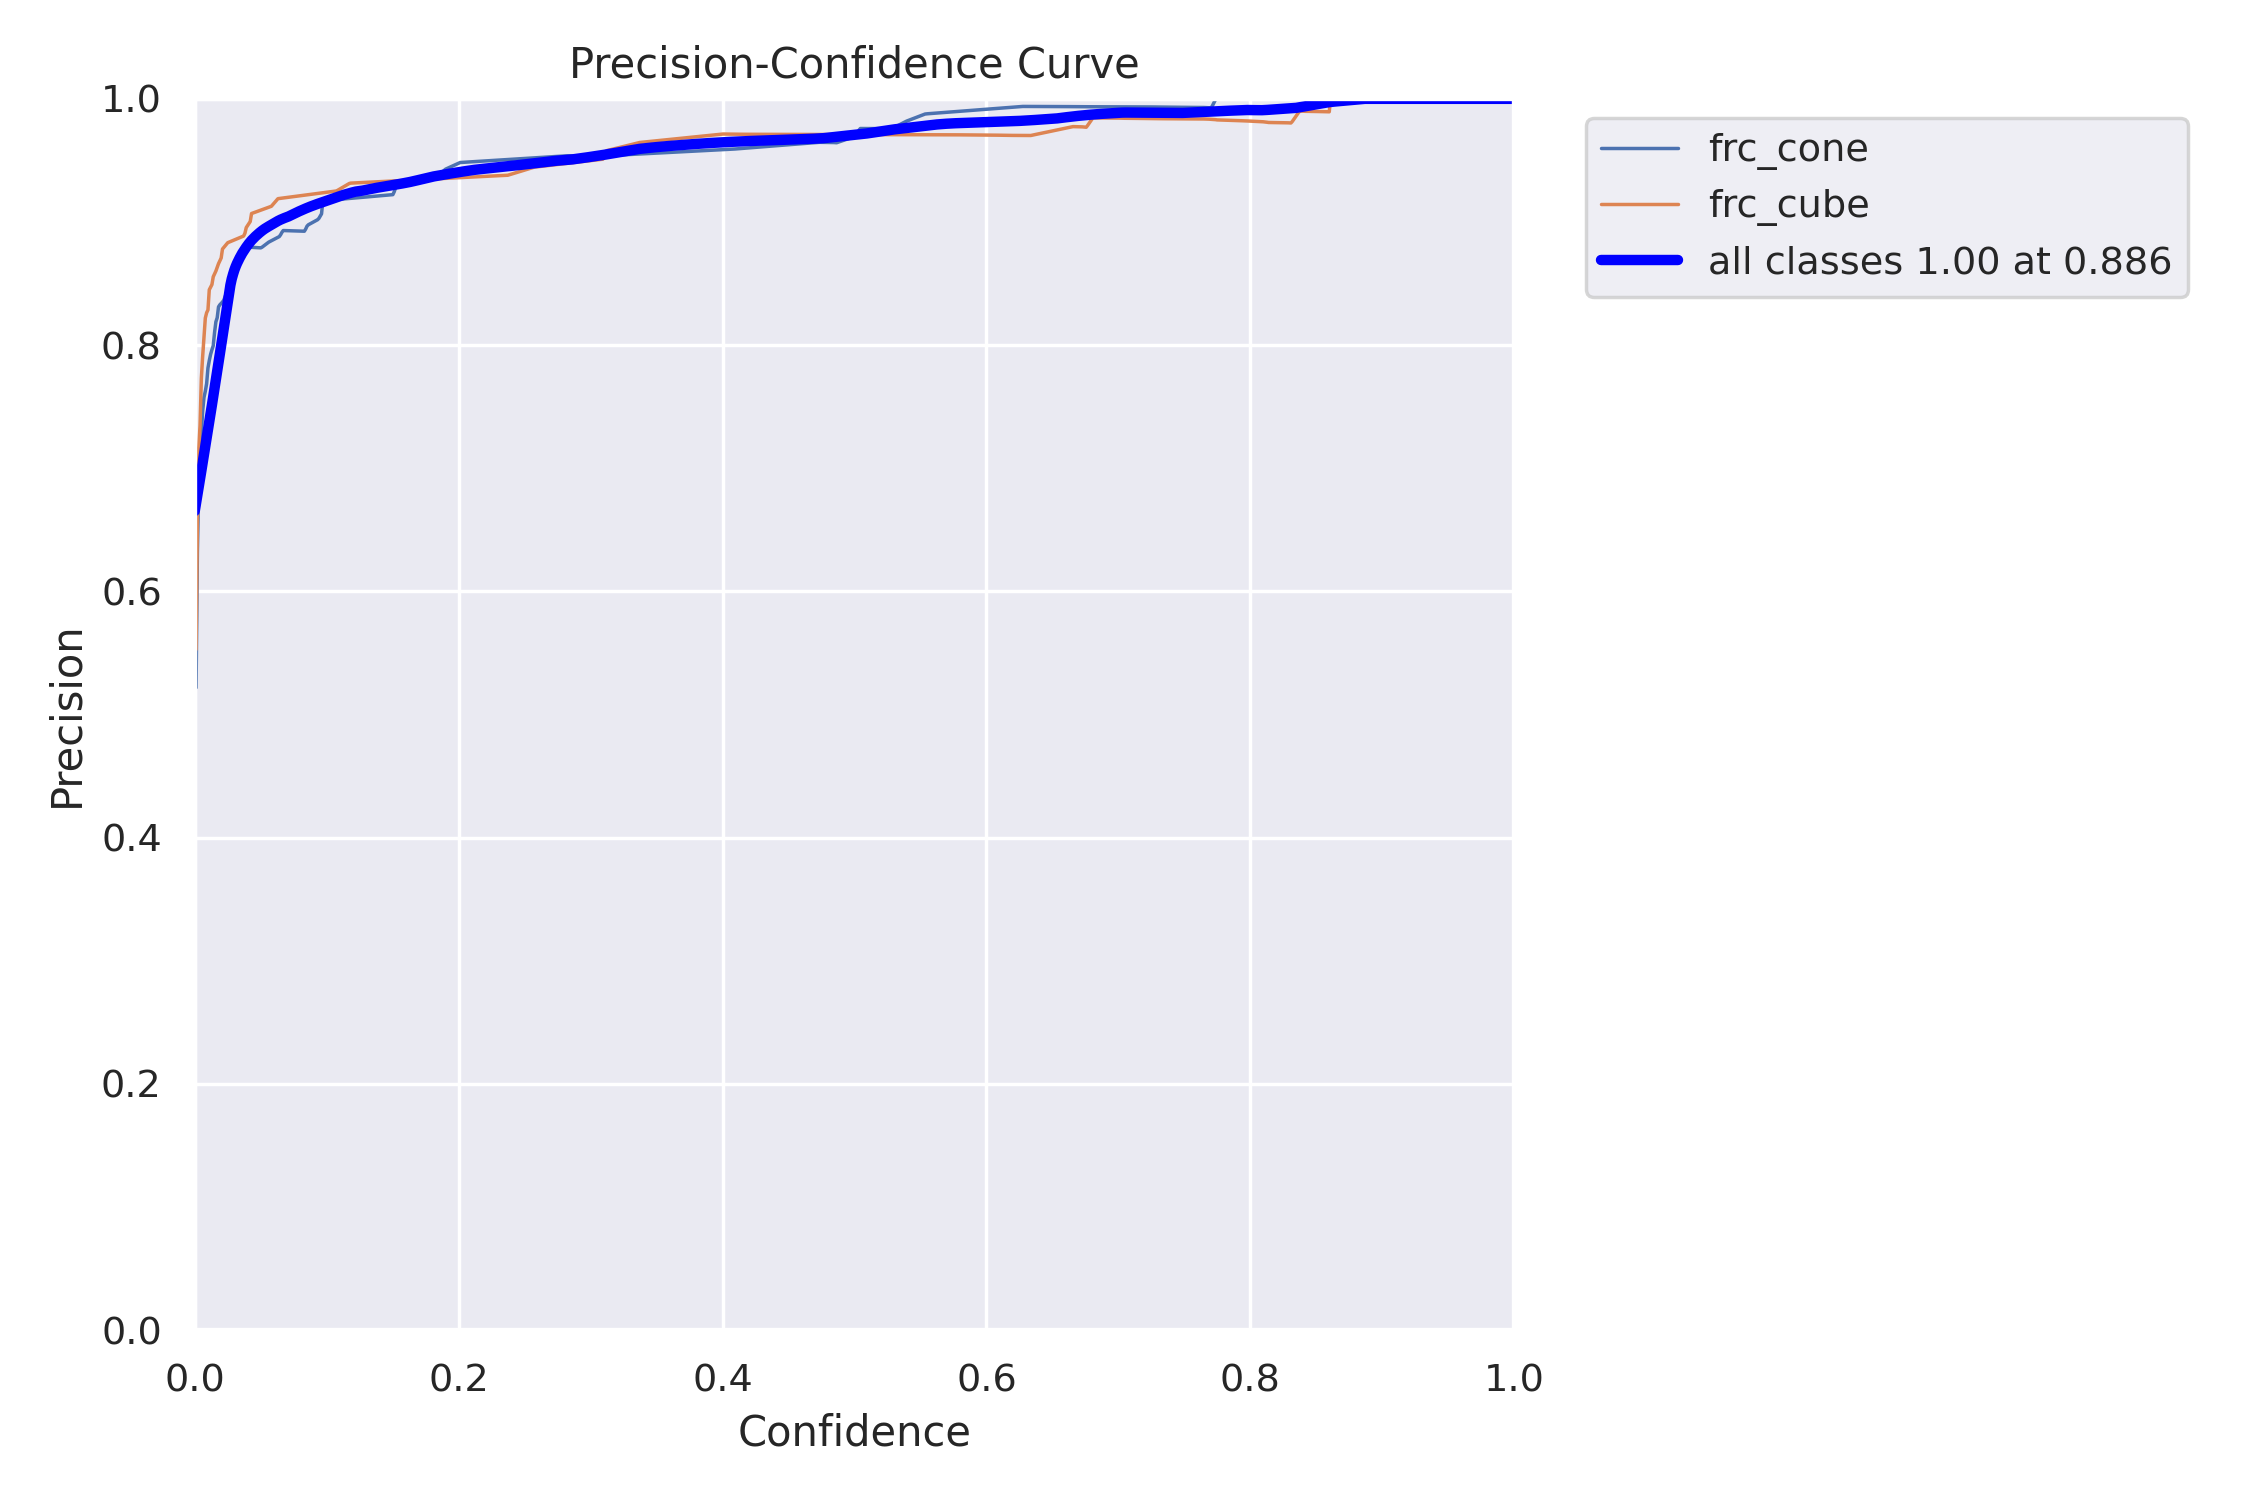 Precision-Confidence Curve
1.0
0.8
0.6
0.4
0.2
0.0
Precision
0.0 0.2 0.4 0.6 0.8 1.0
Confidence
frc_cone
frc_cube
all classes 1.00 at 0.886